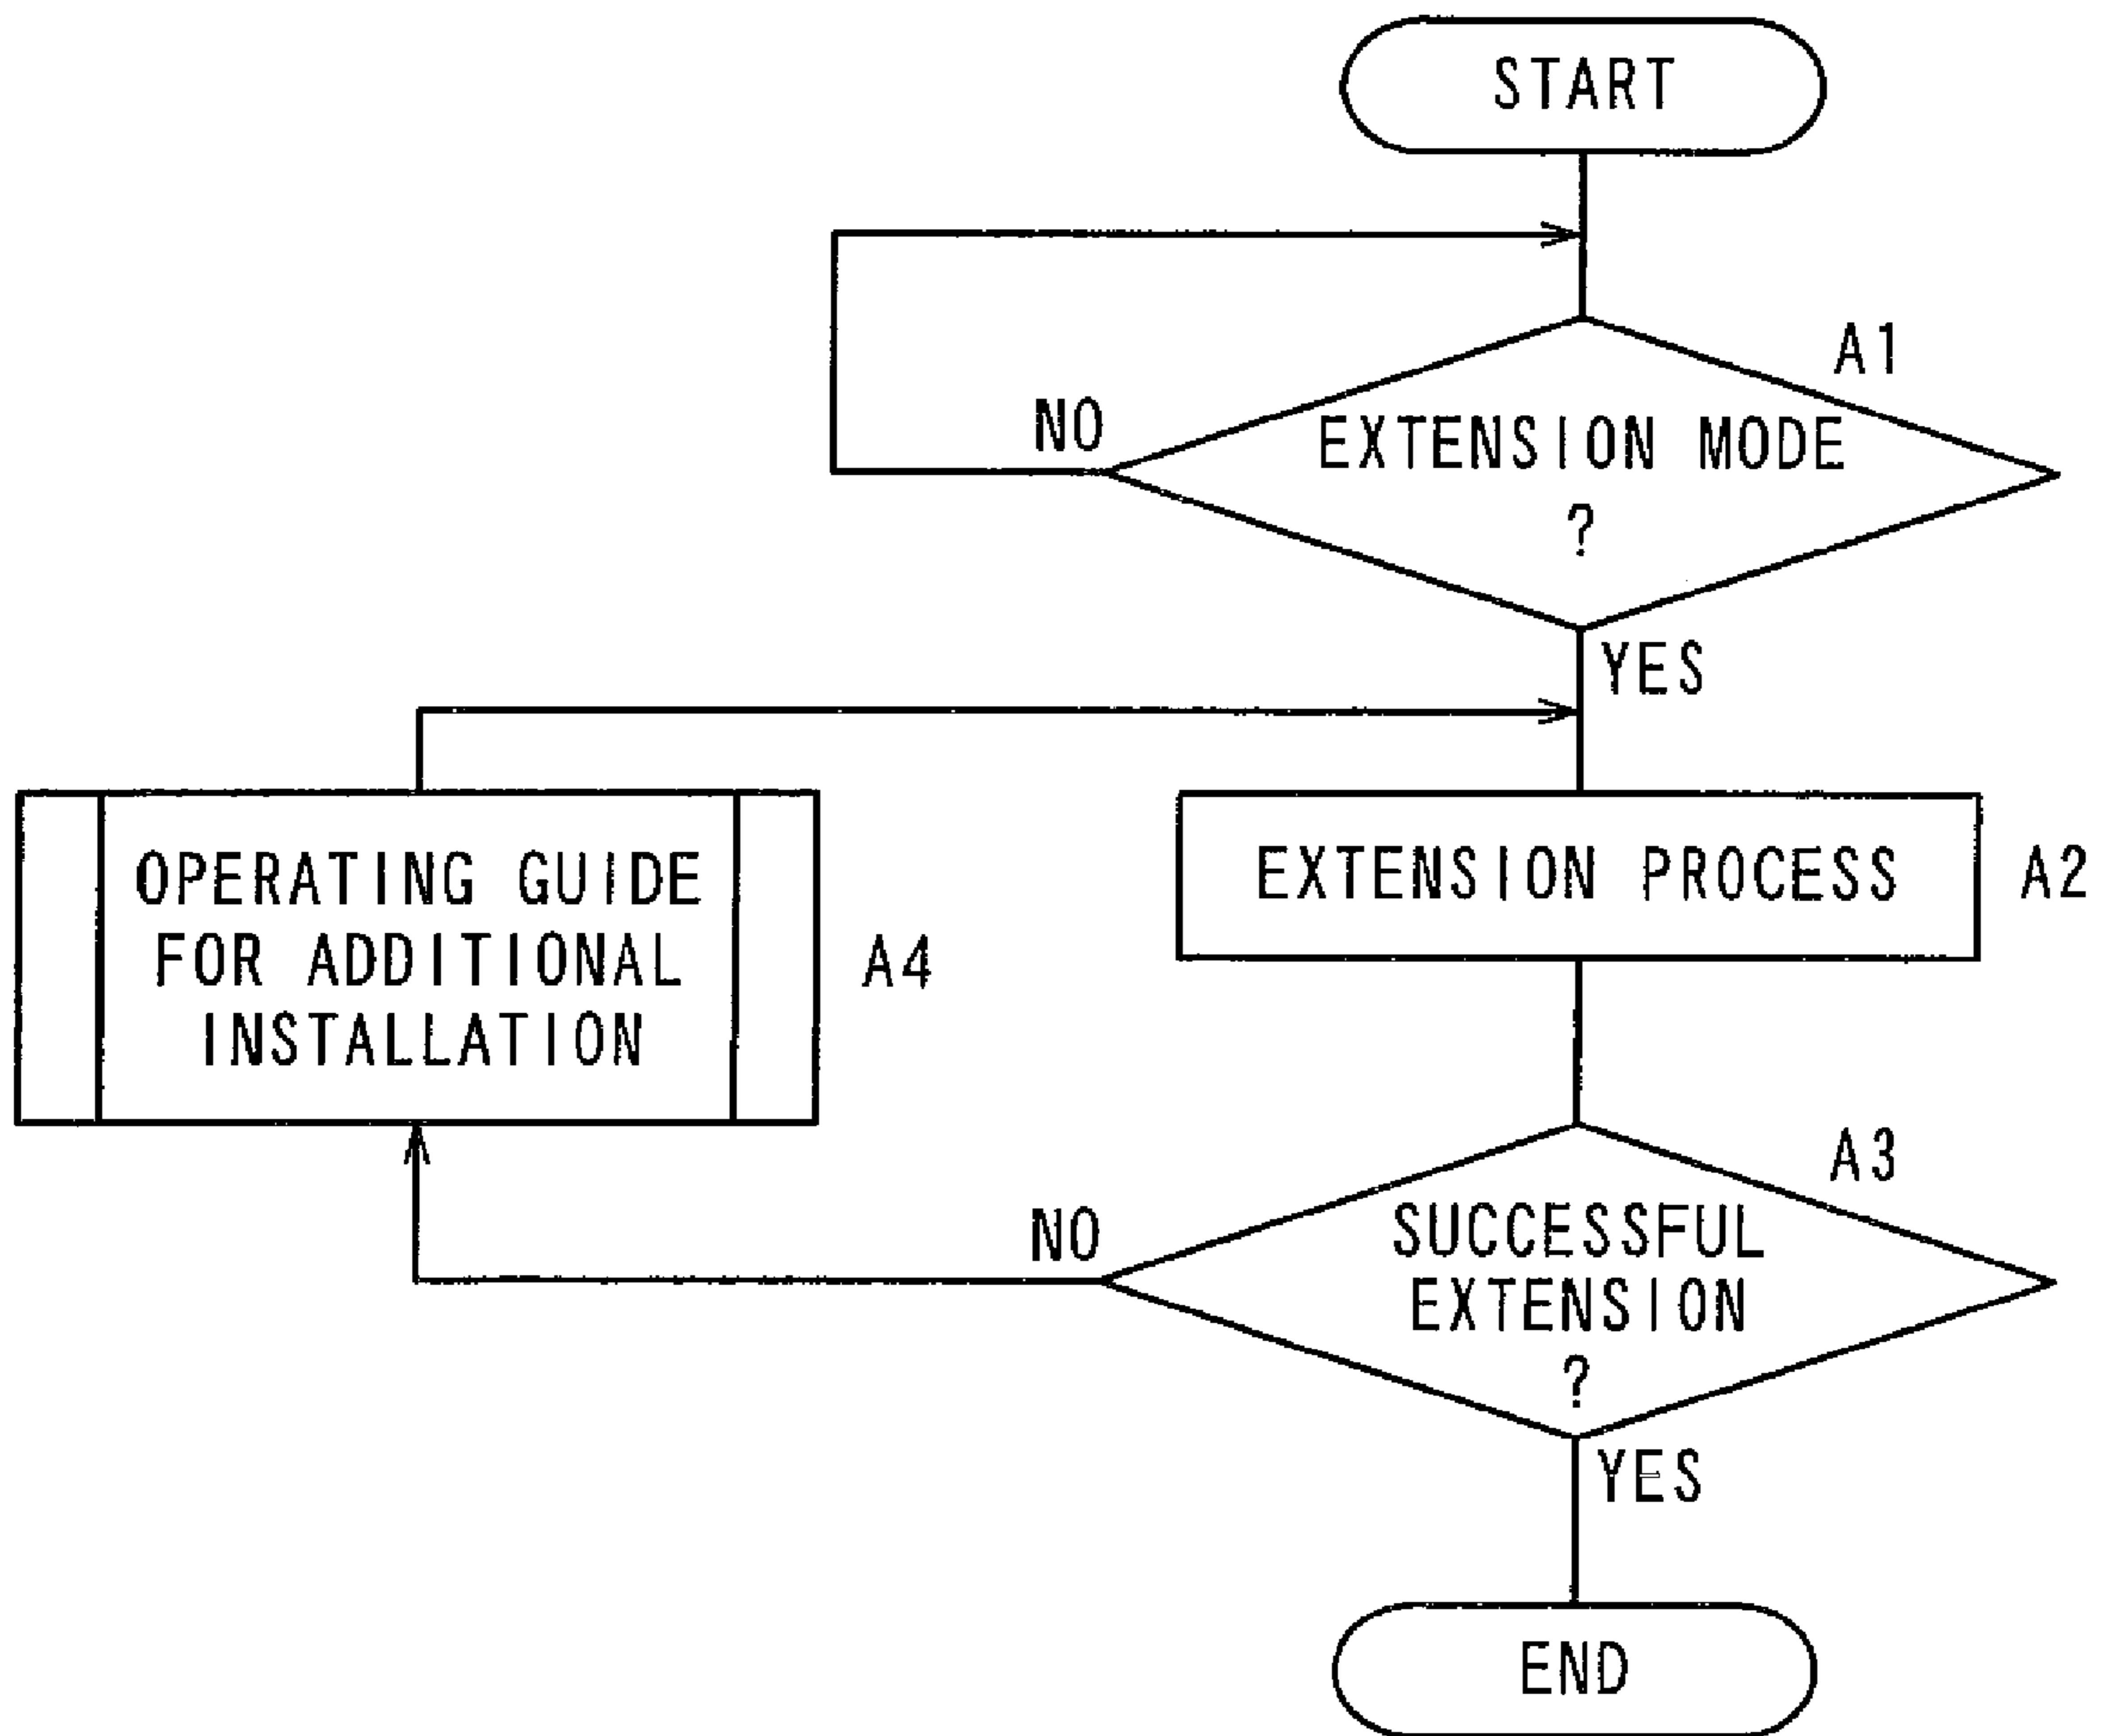 START
A1
NO
EXTENSION MODE
?
YES
OPERATING GUIDE
FOR ADDITIONAL
INSTALLATION
A4
EXTENSION PROCESS
A2
A3
NO
SUCCESSFUL
EXTENSION
?
YES
END